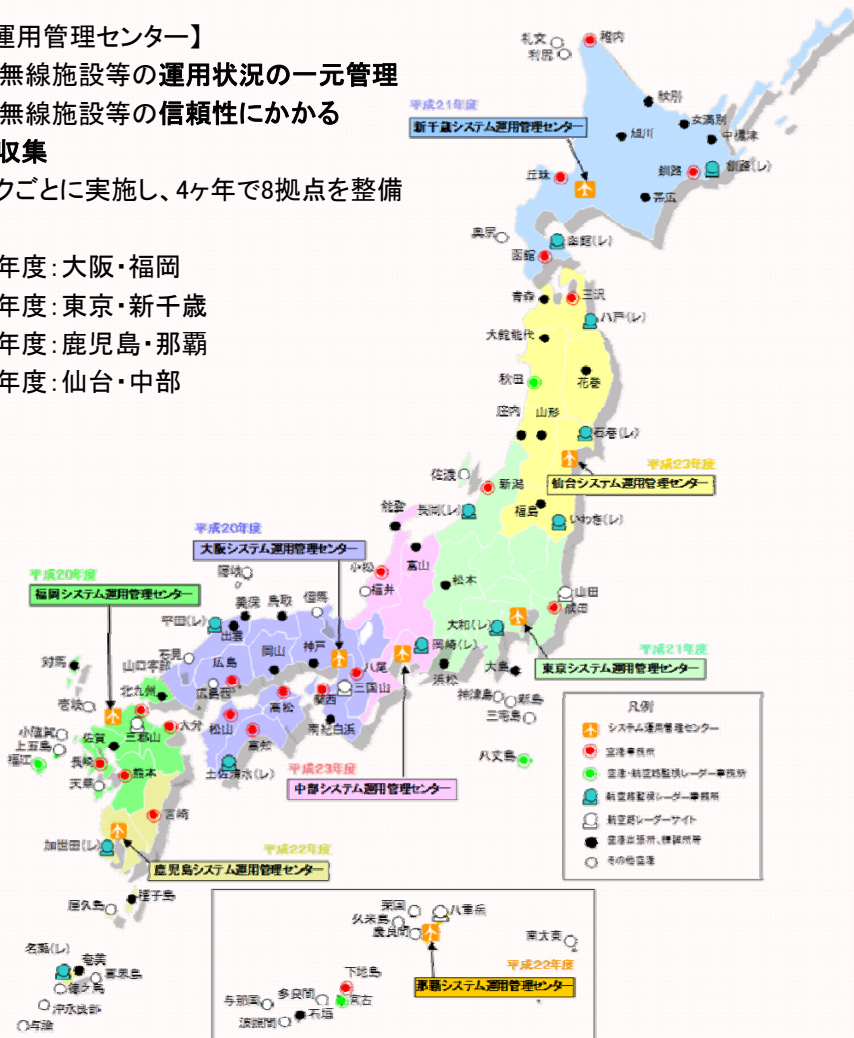 運用管理センター】
無線施設等の運用状況の一元管理
無線施設等の信頼性にかかる
収集
クごとに実施し、4ヶ年で8拠点を整備
年度：大阪・福岡
年度：東京・新千歳
年度：鹿児島・那覇
年度：仙台・中部
礼文
稚内
利尻
平成21年度
新千歳システム運用管理センター
紋別
女満別
旭川
中標津
丘珠
釧路
釧路(レ)
帯広
奥尻
函館(レ)
函館
青森
三沢
八戸(レ)
大館能代
秋田
花巻
庄内
山形
石巻(レ)
平成23年度
仙台システム運用管理センター
佐渡
新潟
能登
長岡(レ)
福島
いわき(レ)
平成20年度
大阪システム運用管理センター
小松
富山
福井
松本
山田
成田
平成20年度
福岡システム運用管理センター
隠岐
美保
鳥取
但馬
平田(レ)
出雲
大和(レ)
岡崎(レ)
平成21年度
東京システム運用管理センター
石見
広島
岡山
神戸
八尾
対馬
山口宇部
浜松
大島
北九州
広島西
高松
関西
三国山
神津島
新島
三宅島
壱岐
大分
松山
高知
南紀白浜
小値賀
上五島
佐賀
三郡山
福江
長崎
熊本
土佐清水(レ)
平成23年度
中部システム運用管理センター
八丈島
天草
宮崎
加世田(レ)
平成22年度
鹿児島システム運用管理センター
屋久島
種子島
凡例
システム運用管理センター
空港事務所
空港・航空路監視レーダー事務所
航空路監視レーダー事務所
航空路レーダーサイト
空港出張所、標識所等
その他空港
粟国
久米島
慶良間
八重岳
南大東
平成22年度
那覇システム運用管理センター
名瀬(レ)
奄美
喜界島
徳之島
沖永良部
与論
下地島
与那国
多良間
宮古
石垣
波照間